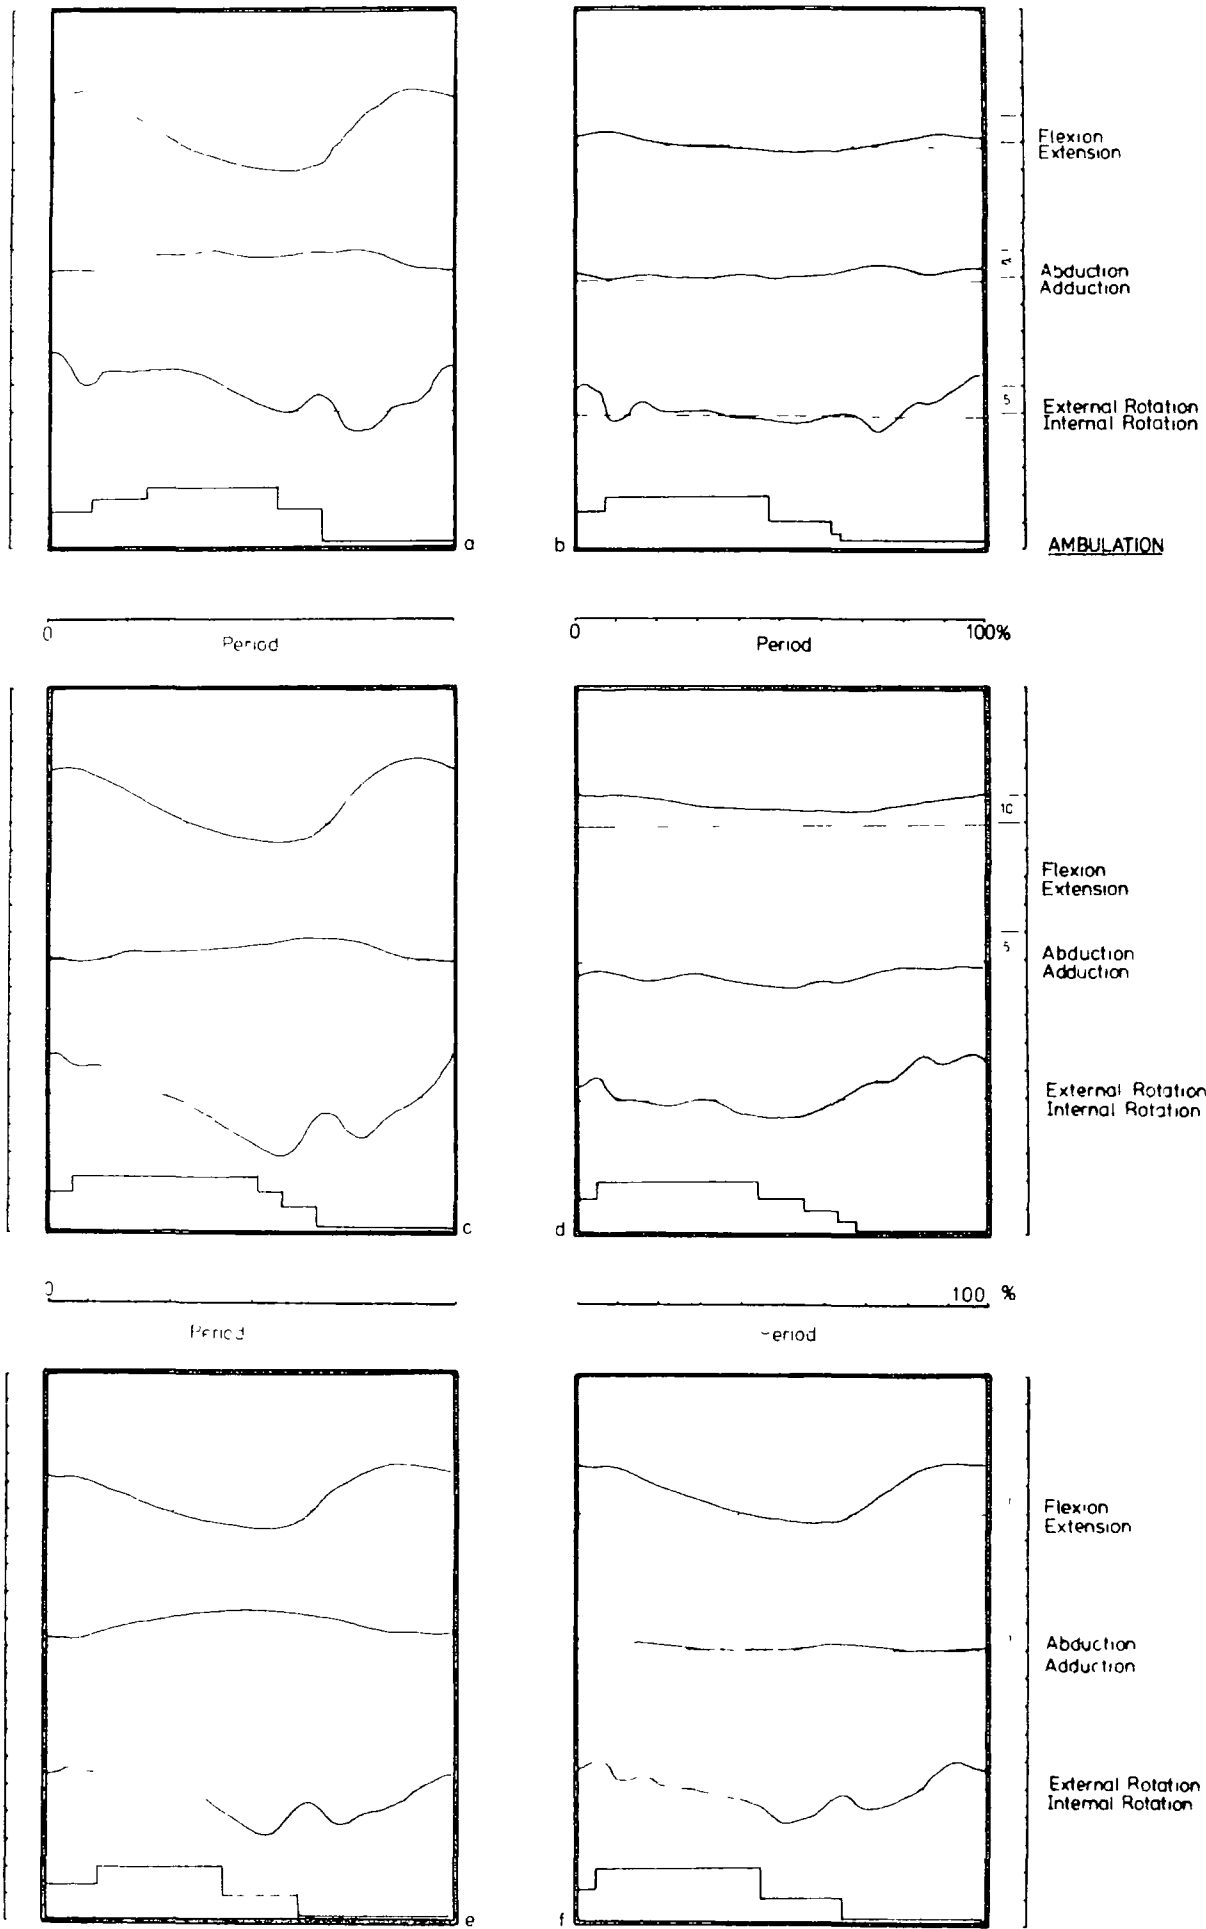 Flexion
Extension
Abduction
Adduction
5
External Rotation
Internal Rotation
a
b
AMBULATION
0
Period
0
100%
Period
10
Flexion
Extension
5
Abduction
Adduction
External Rotation
Internal Rotation
c
d
100 %
Period
Flexion
Extension
Abduction
Adduction
External Rotation
Internal Rotation
e
f